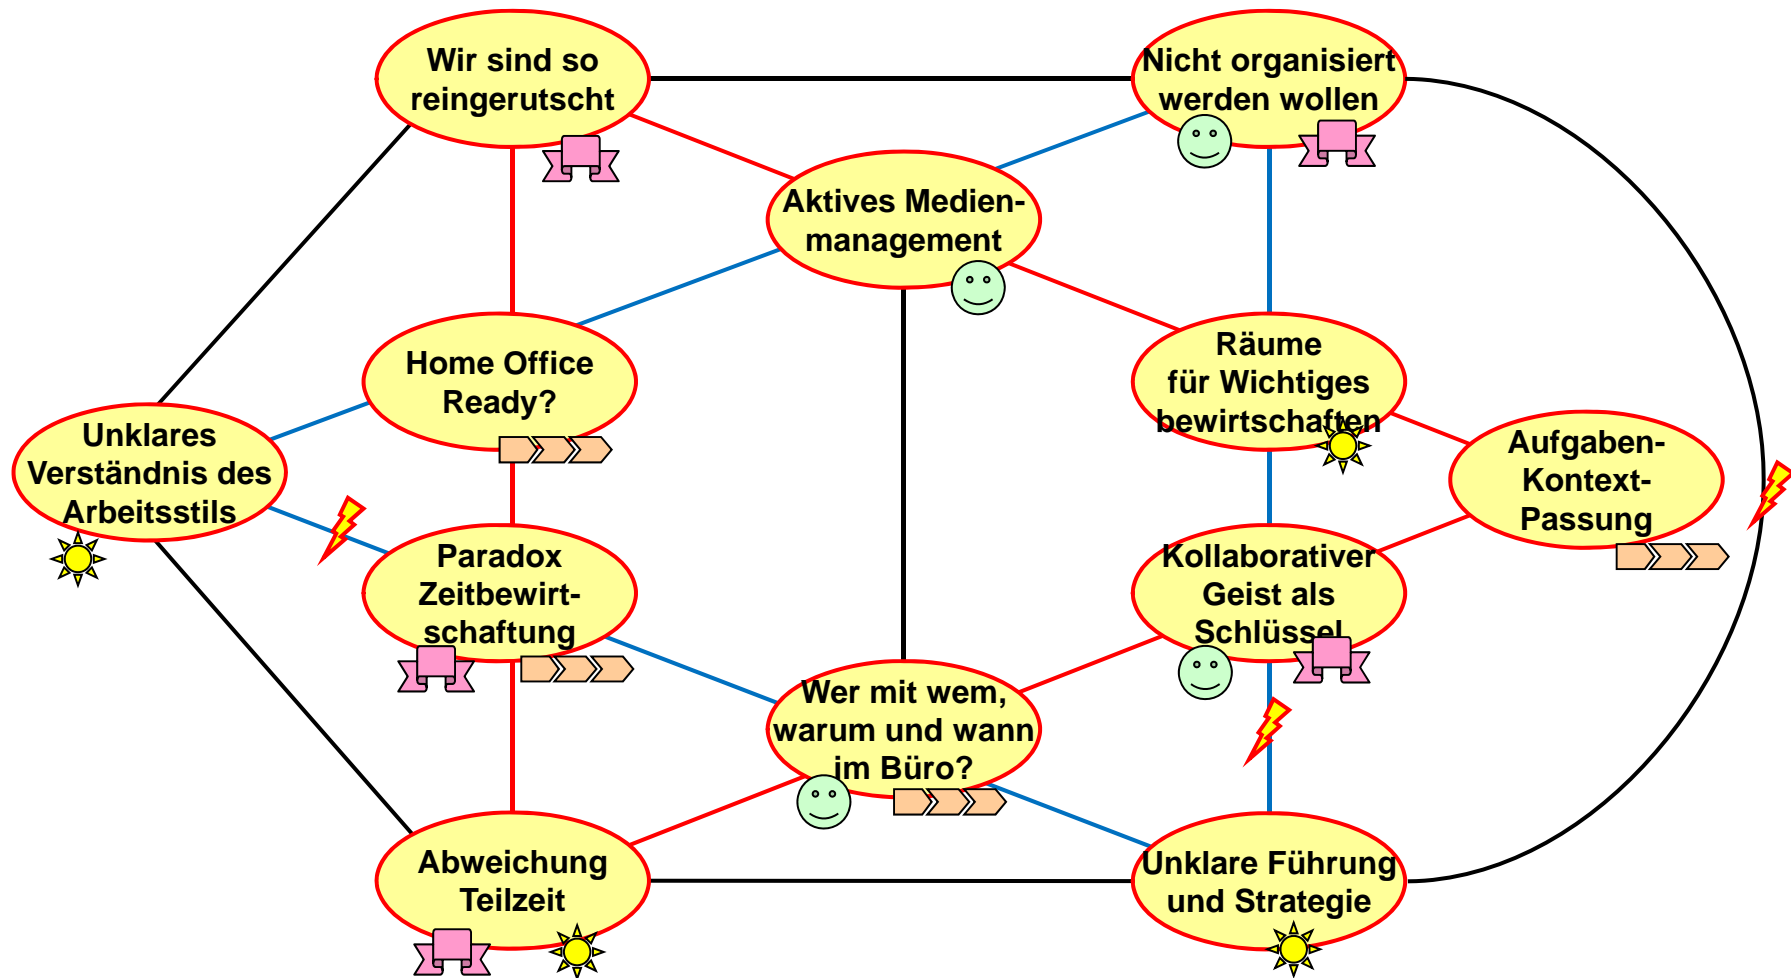 Wir sind so
reingerutscht
Nicht organisiert
werden wollen
Aktives Medien-
management
Home Office
Ready?
Räume
für Wichtiges
bewirtschaften
Unklares
Verständnis des
Arbeitsstils
Aufgaben-
Kontext-
Passung
Paradox
Zeitbewirt-
schaftung
Kollaborativer
Geist als
Schlüssel
Wer mit wem,
warum und wann
im Büro?
Abweichung
Teilzeit
Unklare Führung
und Strategie